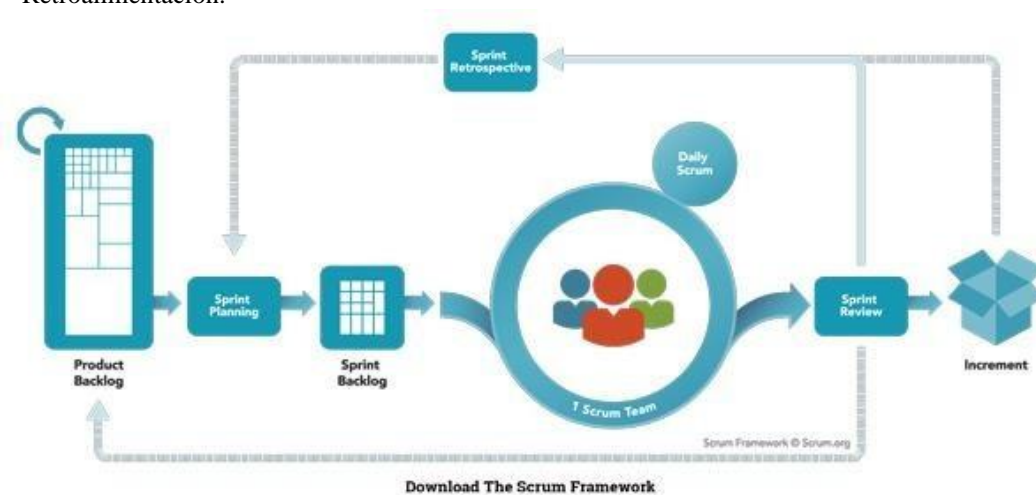 Retroalimentación.
Sprint
Retrospective
Daily
Scrum
Sprint
Planning
Sprint
Review
Product
Backlog
Sprint
Backlog
1 Scrum Team
Increment
Scrum Framework © Scrum.org
Download The Scrum Framework